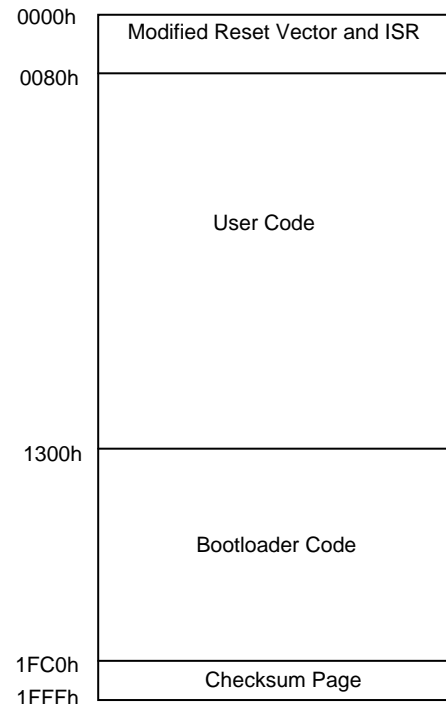 0000h
Modified Reset Vector and ISR
0080h
User Code
1300h
Bootloader Code
1FC0h
Checksum Page
1FFFh